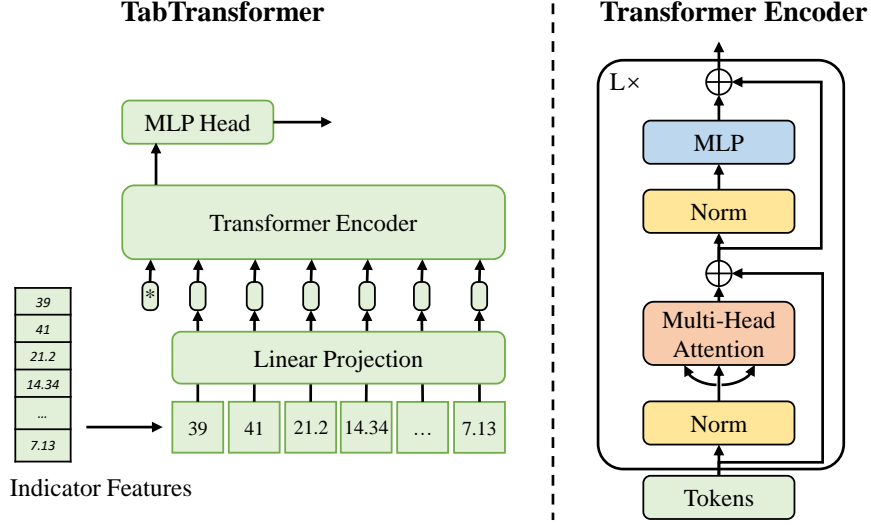 TabTransformer
MLP Head
Transformer Encoder
*
39
41
21.2
14.34
...
7.13
Linear Projection
39 41 21.2 14.34 ... 7.13
Indicator Features
Transformer Encoder
L×
MLP
Norm
Multi-Head
Attention
Norm
Tokens